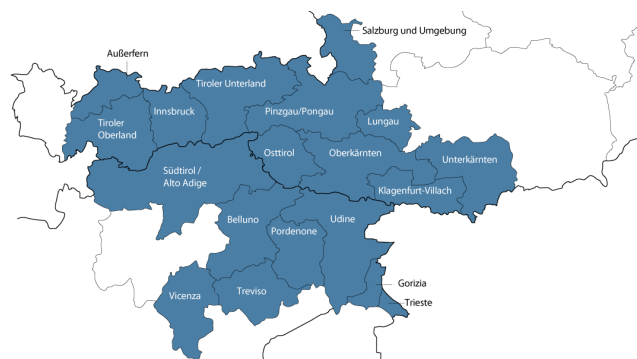 Salzburg und Umgebung
Außerfern
Tiroler Unterland
Innsbruck
Pinzgau/Pongau
Tiroler
Oberland
Lungau
Osttirol
Oberkärnten
Unterkärnten
Südtirol /
Alto Adige
Klagenfurt-Villach
Belluno
Udine
Pordenone
Gorizia
Vicenza
Treviso
Trieste